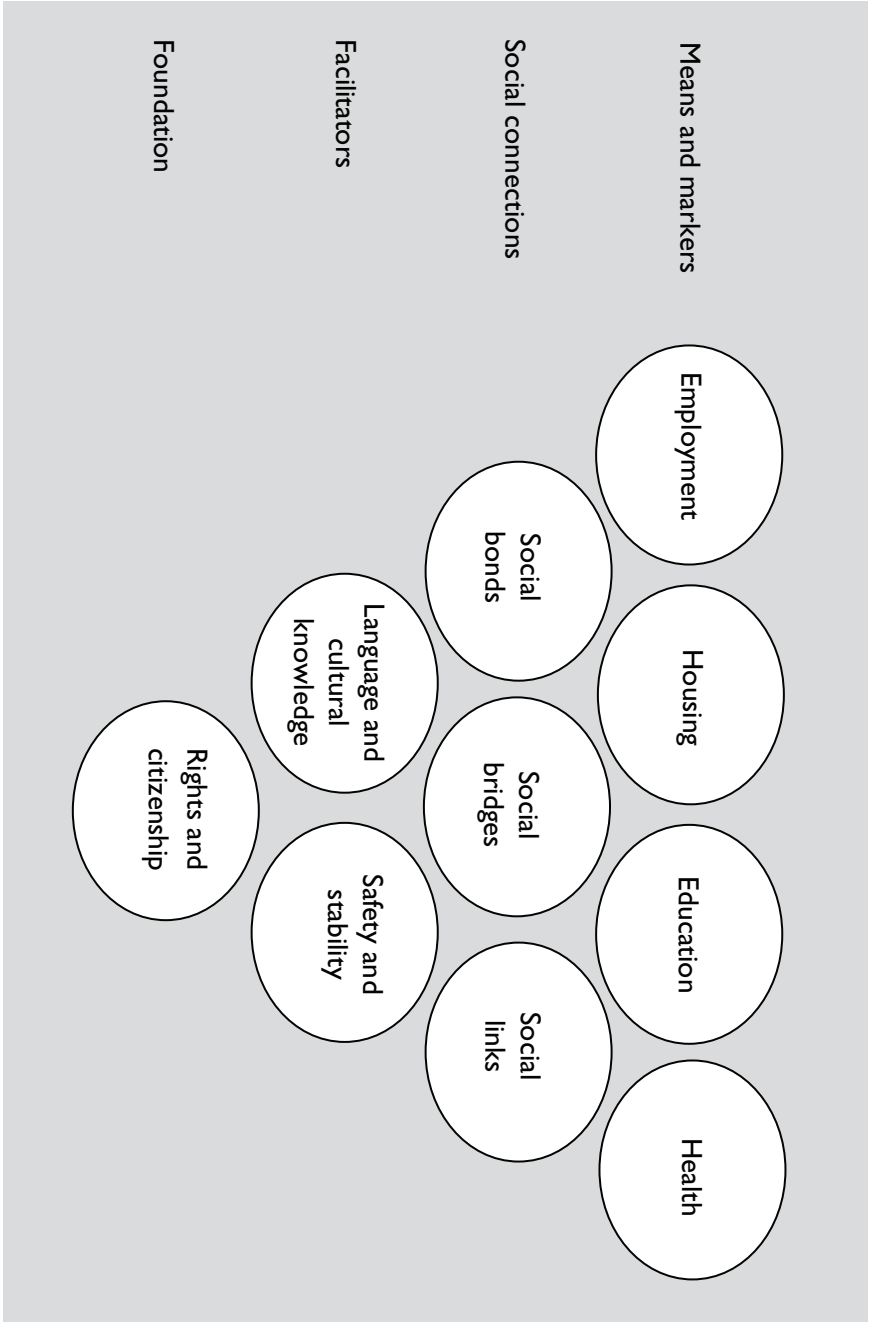 Means and markers
Employment
Housing
Education
Health
Social connections
Social
bonds
Social
bridges
Social
links
Facilitators
Language and
cultural
knowledge
Safety and
stability
Foundation
Rights and
citizenship